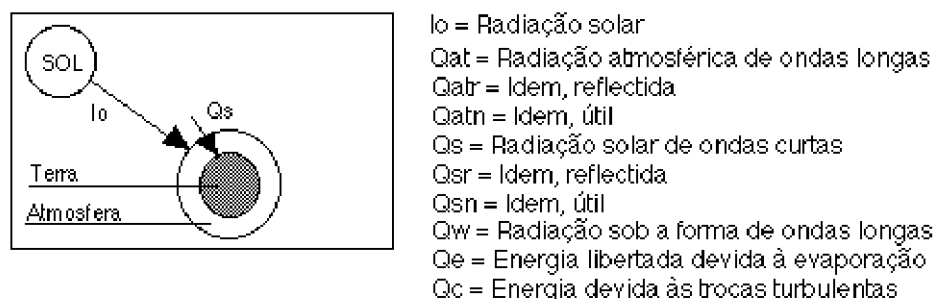 SOL
Io
Qs
Terra
Atmosfera
Io = Radiação solar
Qat = Radiação atmosférica de ondas longas
Qatr = Idem, reflectida
Qatn = Idem, útil
Qs = Radiação solar de ondas curtas
Qsr = Idem, reflectida
Qsn = Idem, útil
Qw = Radiação sob a forma de ondas longas
Qe = Energia libertada devida à evaporação
Qc = Energia devida às trocas turbulentas